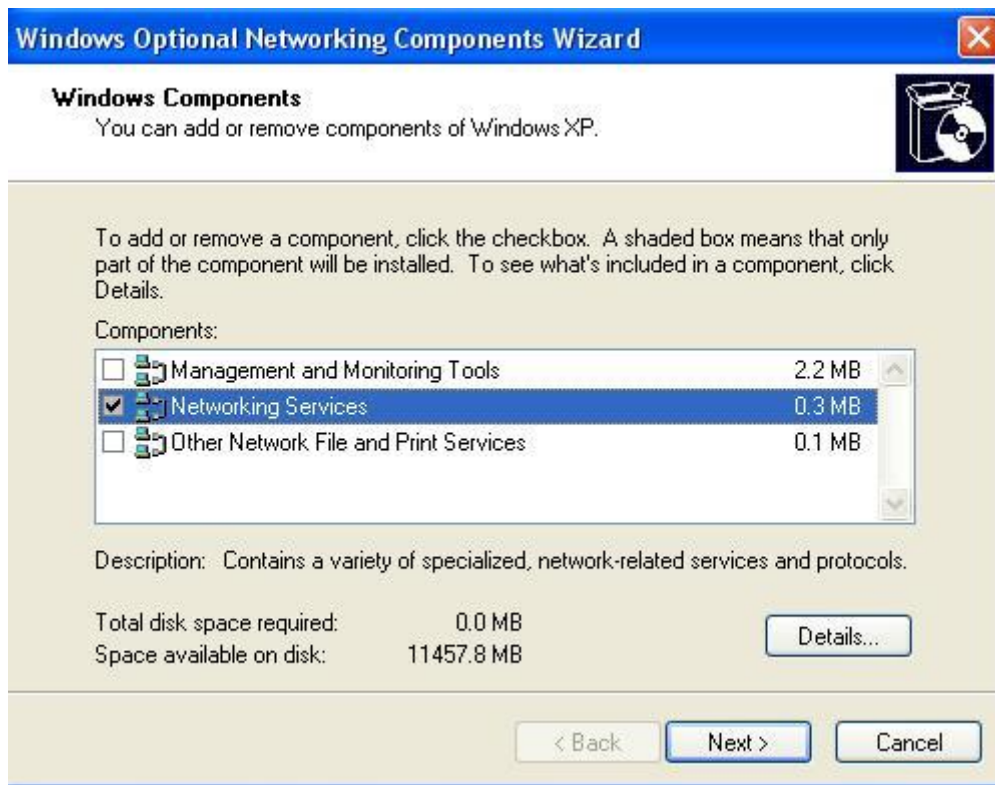 Windows Optional Networking Components Wizard
Windows Components
You can add or remove components of Windows XP.
To add or remove a component, click the checkbox. A shaded box means that only
part of the component will be installed. To see what's included in a component, click
Details.
Components:
Management and Monitoring Tools 2.2 MB
Networking Services 0.3 MB
Other Network File and Print Services 0.1 MB
Description: Contains a variety of specialized, network-related services and protocols.
Total disk space required: 0.0 MB
Space available on disk: 11457.8 MB
Details...
< Back Next > Cancel